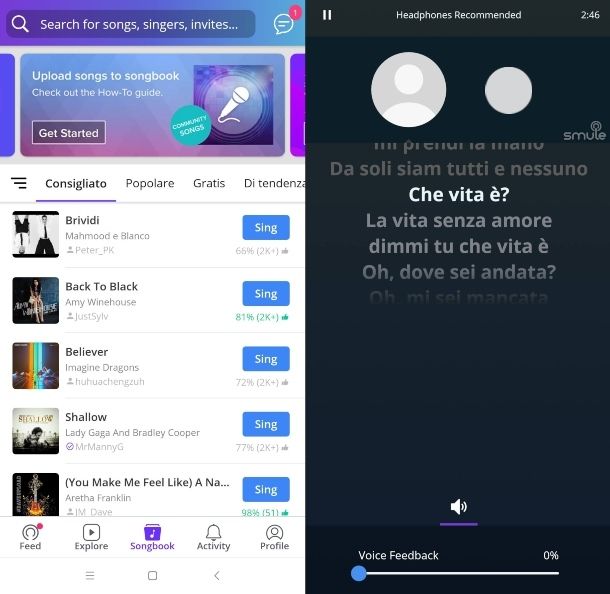 Search for songs, singers, invites...
1
Upload songs to songbook
Check out the How-To guide.
COMMUNITY
SONGS
Get Started
Consigliato
Popolare
Gratis
Di tendenza
Brividi
Mahmood e Blanco
Peter_PK
Sing
66% (2K+)
Back To Black
Amy Winehouse
JustSylv
Sing
81% (2K+)
Believer
Imagine Dragons
huhuachengzuh
Sing
72% (2K+)
SHALLOW
Shallow
Lady Gaga And Bradley Cooper
MrMannyG
Sing
77% (2K+)
(You Make Me Feel Like) A Na...
Aretha Franklin
JM_Dave
Sing
98% (51)
Feed
Explore
Songbook
Activity
Profile
Headphones Recommended
2:46
smule
mi prendi la mano
Da soli siam tutti e nessuno
Che vita è?
La vita senza amore
dimmi tu che vita è
Oh, dove sei andata?
Oh, mi sei mancata
Voice Feedback
0%